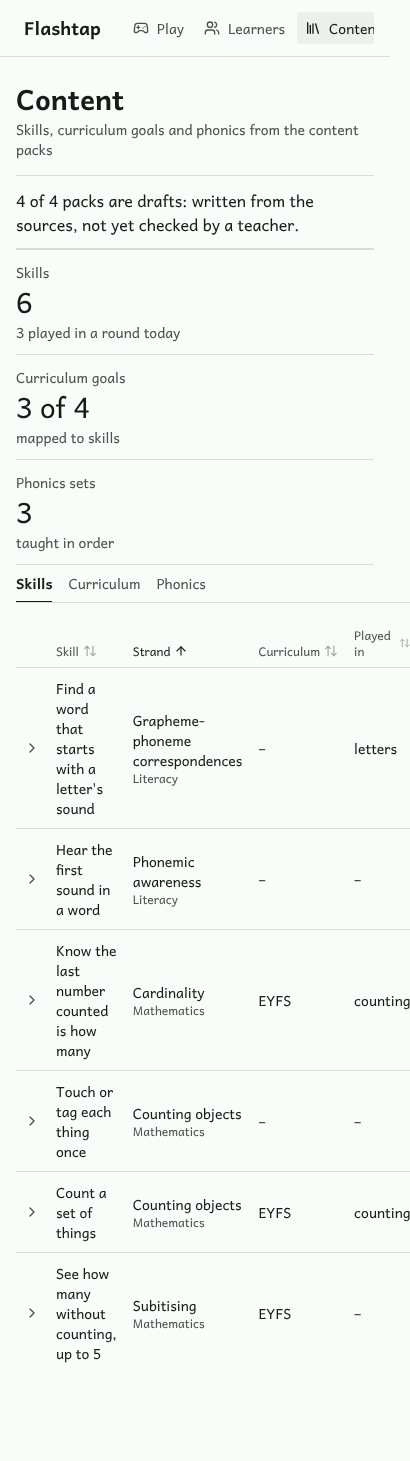 Flashtap Play Learners Conten
Content
Skills, curriculum goals and phonics from the content
packs
4 of 4 packs are drafts: written from the
sources, not yet checked by a teacher.
Skills
6
3 played in a round today
Curriculum goals
3 of 4
mapped to skills
Phonics sets
3
taught in order
Skills Curriculum Phonics
Skill Strand Curriculum Played
in
Find a
word
that
starts
with a
letter's
sound
Grapheme-
phoneme
correspondences
Literacy
–
letters
Hear the
first
sound in
a word
Phonemic
awareness
Literacy
–
–
Know the
last
number
counted
is how
many
Cardinality
Mathematics
EYFS
counting
Touch or
tag each
thing
once
Counting objects
Mathematics
–
–
Count a
set of
things
Counting objects
Mathematics
EYFS
counting
See how
many
without
counting,
up to 5
Subitising
Mathematics
EYFS
–